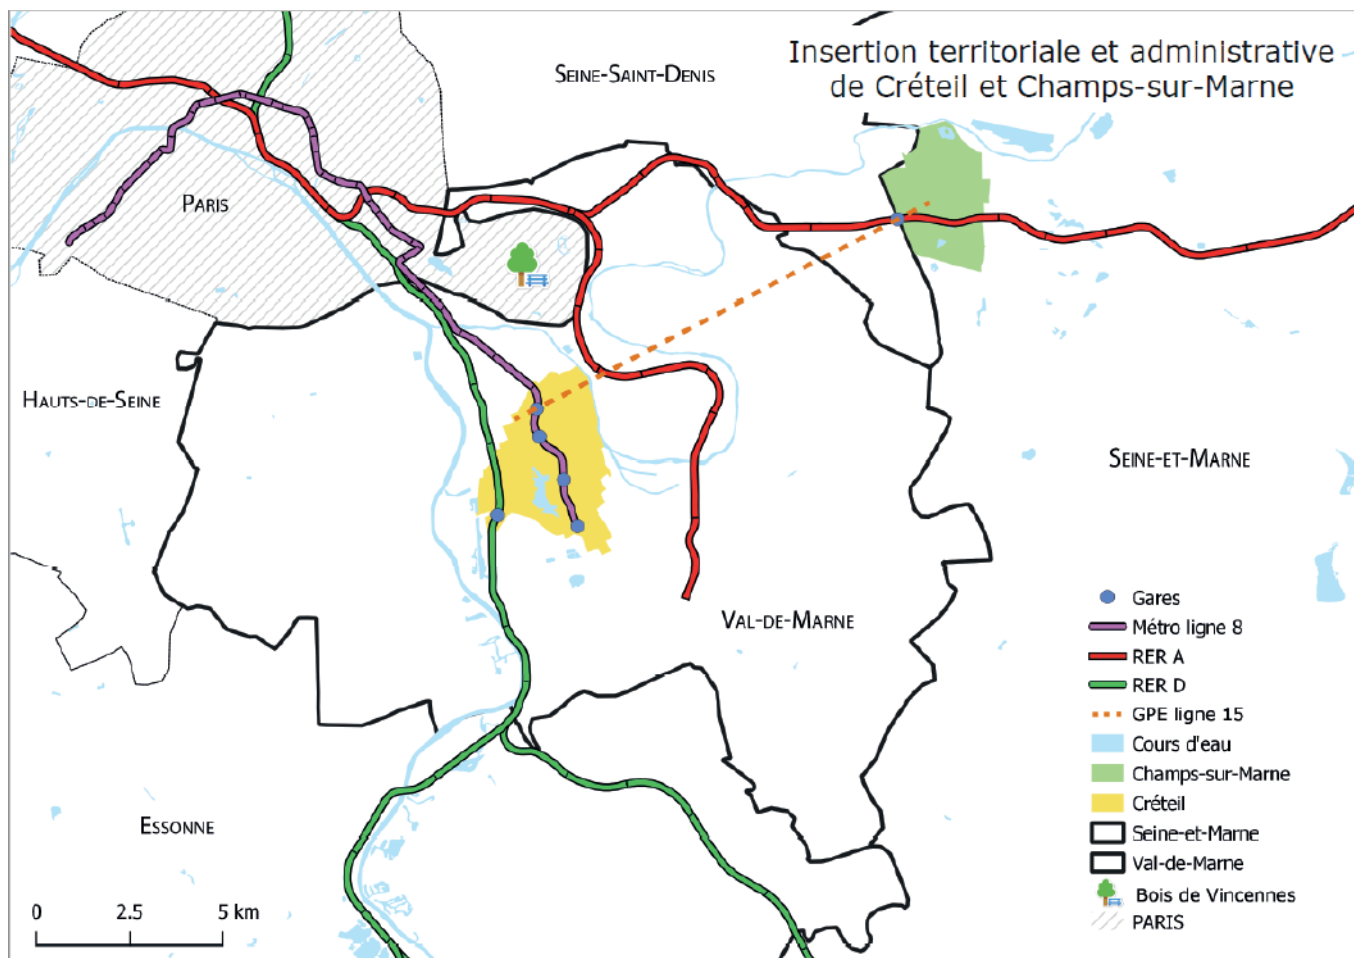 Insertion territoriale et administrative
de Créteil et Champs-sur-Marne
SEINE-SAINT-DENIS
PARIS
HAUTS-DE-SEINE
SEINE-ET-MARNE
VAL-DE-MARNE
ESSONNE
Gares
Métro ligne 8
RER A
RER D
GPE ligne 15
Cours d'eau
Champs-sur-Marne
Créteil
Seine-et-Marne
Val-de-Marne
Bois de Vincennes
PARIS
0 2.5 5 km